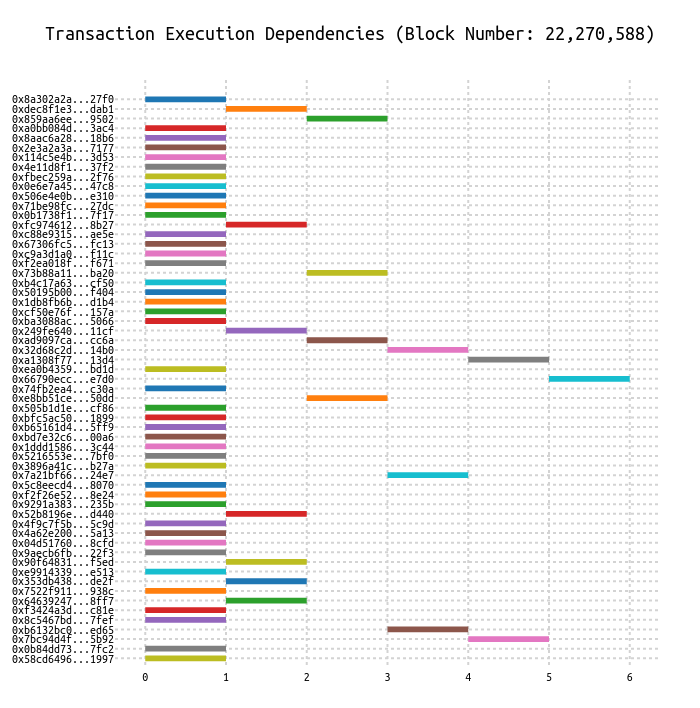 Transaction Execution Dependencies (Block Number: 22,270,588)
0x8a302a2a...27f0
0xdec8f1e3...dab1
0x859aa6ee...9502
0xa0bb084d...3ac4
0x8aac6a28...18b6
0x2e3a2a3a...7177
0x114c5e4b...3d53
0x4e11d8f1...37f2
0xfbec259a...2f76
0x0e6e7a45...47c8
0x506e4e0b...e310
0x71be98fc...27dc
0x0b1738f1...7f17
0xfc974612...8b27
0xc88e9315...ae5e
0x67306fc5...fc13
0xc9a3d1a0...f11c
0xf2ea018f...f671
0x73b88a11...ba20
0xb4c17a63...cf50
0x50195b00...f404
0x1db8fb6b...d1b4
0xcf50e76f...157a
0xba3088ac...5066
0x249fe640...11cf
0xad9097ca...cc6a
0x32d68c2d...14b0
0xa1308f77...13d4
0xea0b4359...bd1d
0x66790ecc...e7d0
0x74fb2ea4...c30a
0xe8bb51ce...50dd
0x505b1d1e...cf86
0xbfc5ac50...1899
0xb65161d4...5ff9
0xbd7e32c6...00a6
0x1ddd1586...3c44
0x5216553e...7bf0
0x3896a41c...b27a
0x7a21bf66...24e7
0x5c8eecd4...8070
0xf2f26e52...8e24
0x9291a383...235b
0x52b8196e...d440
0x4f9c7f5b...5c9d
0x4a62e200...5a13
0x04d51760...8cfd
0x9aecb6fb...22f3
0x90f64831...f5ed
0xe9914339...e513
0x353db438...de2f
0x7522f911...938c
0x64639247...8ff7
0xf3424a3d...c81e
0x8c5467bd...7fef
0xb6132bc0...ed65
0x7bc94d4f...5b92
0x0b84dd73...7fc2
0x58cd6496...1997
0 1 2 3 4 5 6